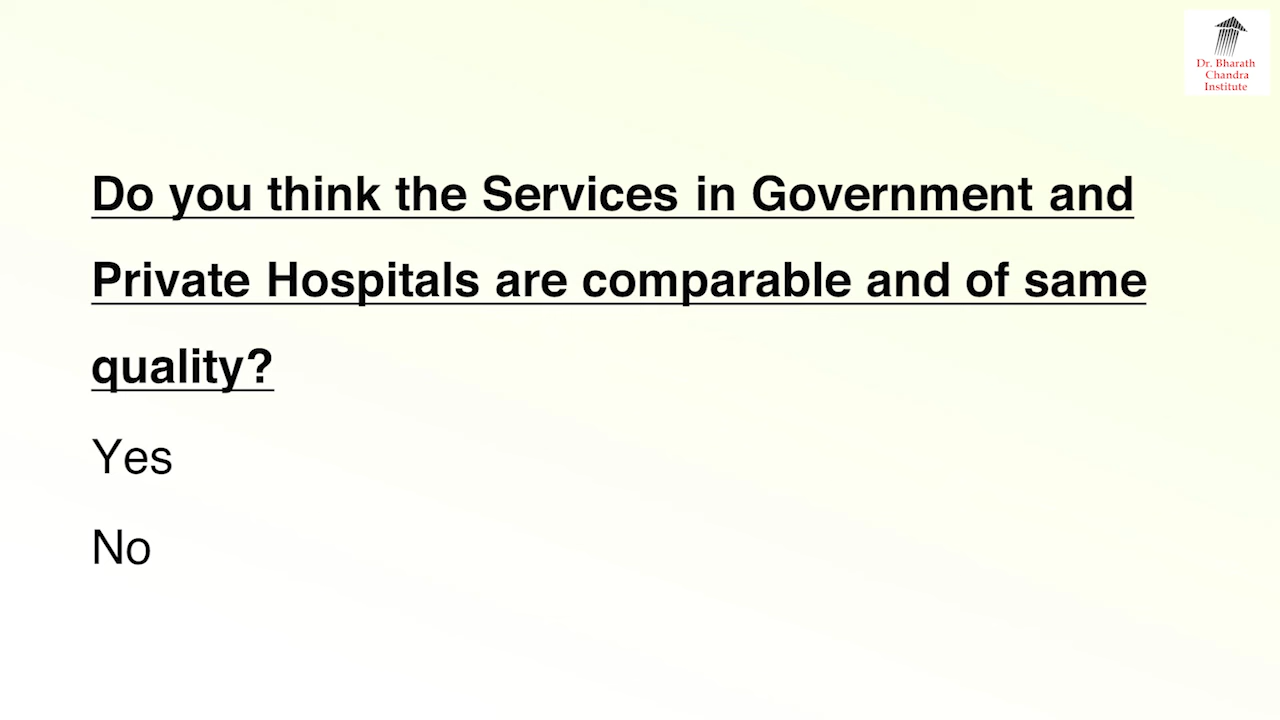 Dr. Bharath
Chandra
Institute
Do you think the Services in Government and
Private Hospitals are comparable and of same
quality?
Yes
No